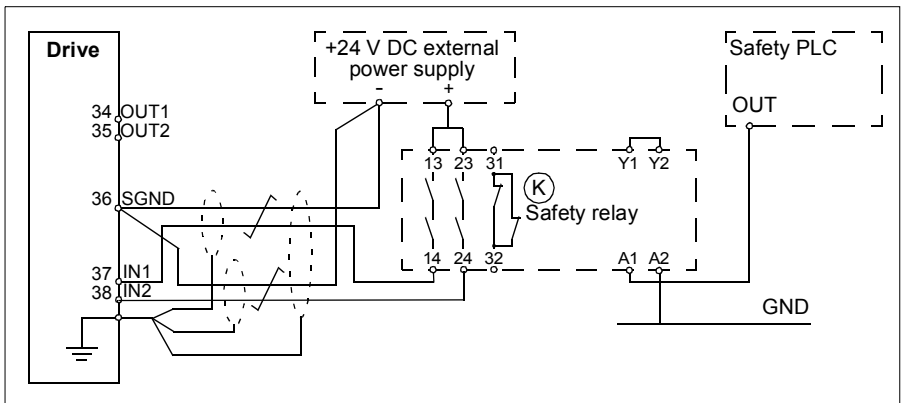 Drive
+24 V DC external
power supply
- +
Safety PLC
OUT
34 OUT1
35 OUT2
13 23 31
Y1 Y2
K
Safety relay
36 SGND
14 24 32
A1 A2
37 IN1
38 IN2
GND